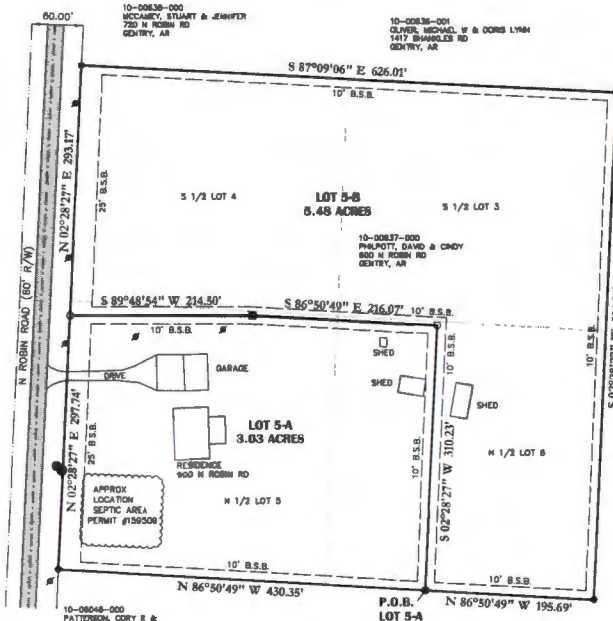 60.00'
10-00838-000
MCCAMEY, STUART & JENNIFER
720 N ROBIN RD
GENTRY, AR
10-00836-001
OLIVER, MICHAEL W & DORIS LYNN
1417 SHANKLES RD
GENTRY, AR
S 87°09'06" E 626.01'
10' B.S.B.
N 02°28'27" E 293.17'
25' B.S.B.
S 1/2 LOT 4
LOT 5-B
5.48 ACRES
S 1/2 LOT 3
10-00837-000
PHILPOTT, DAVID & CINDY
600 N ROBIN RD
GENTRY, AR
N ROBIN ROAD (60' R/W)
S 89°48'54" W 214.50'
S 86°50'49" E 216.07'
10' B.S.B.
10' B.S.B.
SHED
GARAGE
DRIVE
SHED
SHED
10' B.S.B.
10' B.S.B.
10' B.S.B.
N 02°28'27" E 297.74'
25' B.S.B.
LOT 5-A
3.03 ACRES
RESIDENCE
900 N ROBIN RD
S 02°28'27" W 310.23'
N 1/2 LOT 6
N 1/2 LOT 5
APPROX
LOCATION
SEPTIC AREA
PERMIT #159509
10' B.S.B.
10' B.S.B.
N 86°50'49" W 430.35'
P.O.B.
LOT 5-A
N 86°50'49" W 195.69'
10-08048-000
PATTERSON, CORY E &